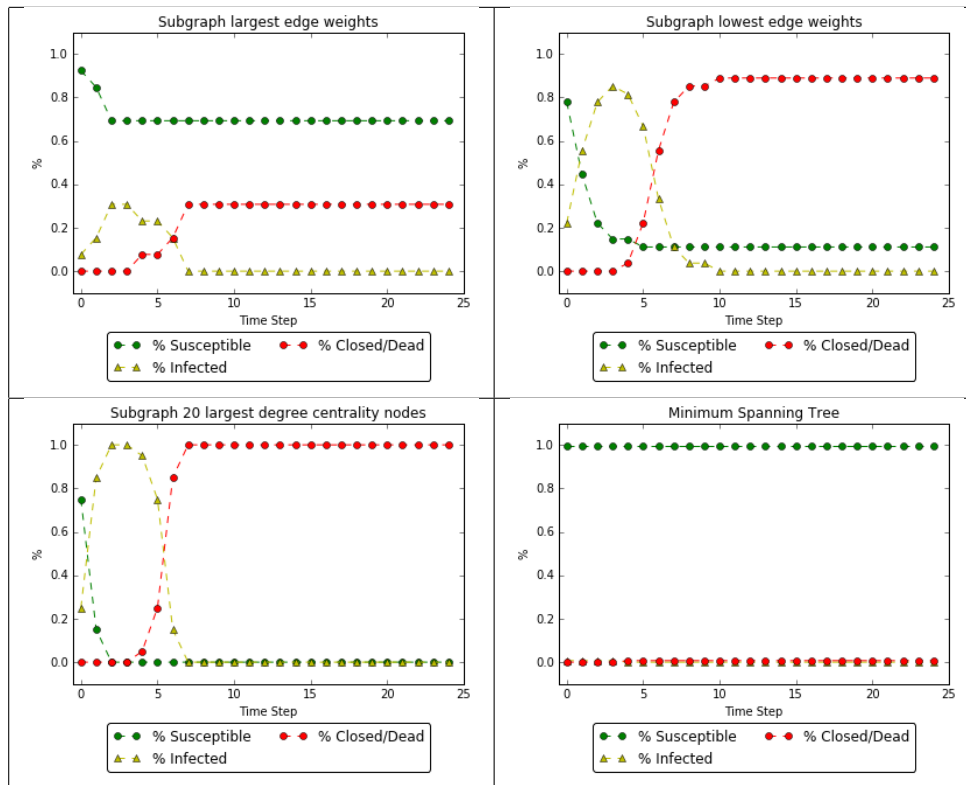 Subgraph largest edge weights
1.0
0.8
0.6
0.4
0.2
0.0
%
0 5 10 15 20 25
Time Step
% Susceptible % Closed/Dead
% Infected
Subgraph lowest edge weights
1.0
0.8
0.6
0.4
0.2
0.0
%
0 5 10 15 20 25
Time Step
% Susceptible % Closed/Dead
% Infected
Subgraph 20 largest degree centrality nodes
1.0
0.8
0.6
0.4
0.2
0.0
%
0 5 10 15 20 25
Time Step
% Susceptible % Closed/Dead
% Infected
Minimum Spanning Tree
1.0
0.8
0.6
0.4
0.2
0.0
%
0 5 10 15 20 25
Time Step
% Susceptible % Closed/Dead
% Infected